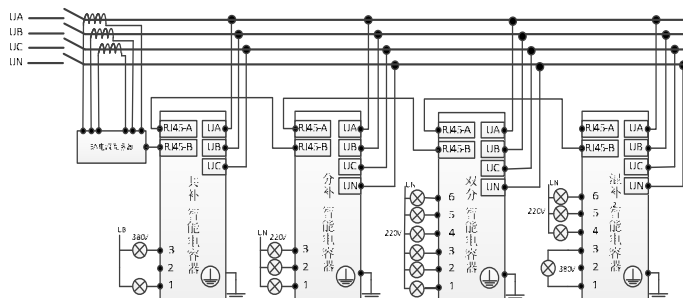 UA
UB
UC
UN
RJ45-A UA
RJ45-B UB
UC
共补 智能电容器
LB
380V
3
2
1
RJ45-A UA
RJ45-B UB
UC
UN
分补 智能电容器
LN
220V
3
2
1
RJ45-A UA
RJ45-B UB
UC
UN
双分 智能电容器
LN
220V
6
5
4
3
2
1
RJ45-A UA
RJ45-B UB
UC
UN
混补 智能电容器
LN
220V
380V
6
5
4
3
2
1